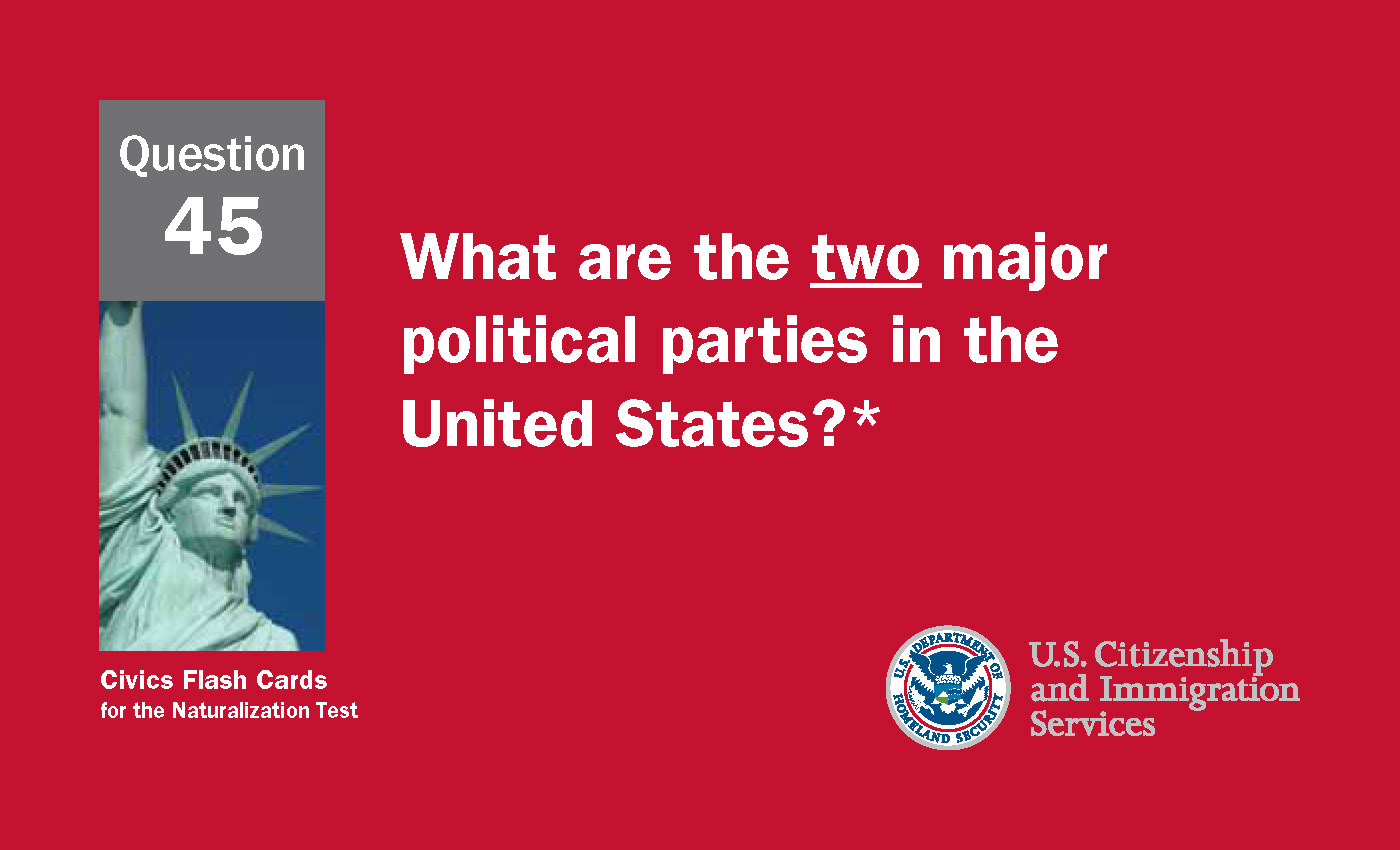 Question
45
What are the two major
political parties in the
United States?*
Civics Flash Cards
for the Naturalization Test
U.S. DEPARTMENT OF
HOMELAND SECURITY
U.S. Citizenship
and Immigration
Services